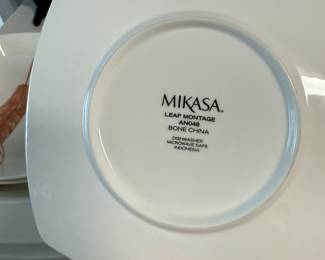 MIKASA.
LEAF MONTAGE
AN048
BONE CHINA
DISHWASHER
MICROWAVE SAFE
INDONESIA